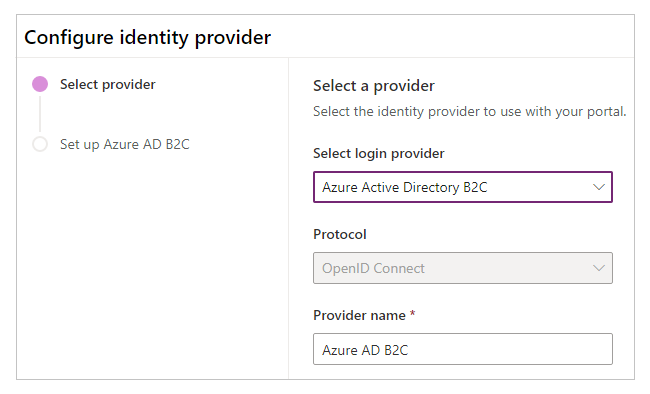 Configure identity provider
Select provider
Set up Azure AD B2C
Select a provider
Select the identity provider to use with your portal.
Select login provider
Azure Active Directory B2C
Protocol
OpenID Connect
Provider name *
Azure AD B2C